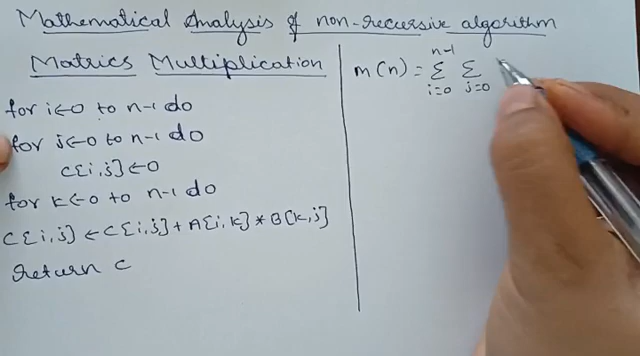 Mathematical Analysis of non-recursive algorithm
Matrics Multiplication
for i←0 to n-1 do
for j←0 to n-1 do
C[i,j]←0
for k←0 to n-1 do
C[i,j]←C[i,j]+A[i,k]*B[k,j]
return C
m(n) = Σ Σ
n-1
i=0 j=0